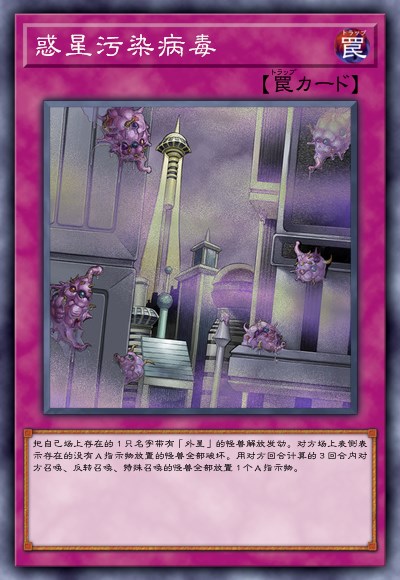 惑星污染病毒
トラップ
罠
トラップ
【罠カード】
把自己场上存在的1只名字带有「外星」的怪兽解放发动。对方场上表侧表
示存在的没有A指示物放置的怪兽全部破坏。用对方回合计算的3回合内对
方召唤、反转召唤、特殊召唤的怪兽全部放置1个A指示物。